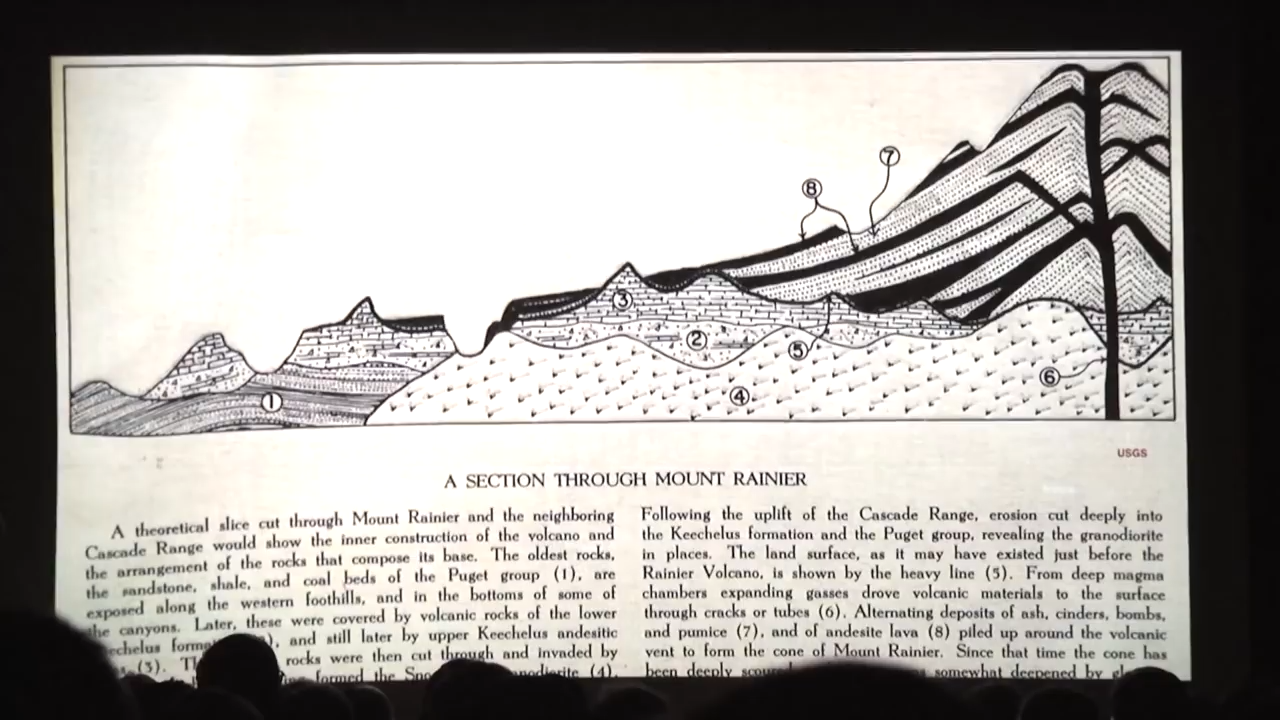 8
7
3
2
5
6
4
1
USGS
A SECTION THROUGH MOUNT RAINIER
A theoretical slice cut through Mount Rainier and the neighboring
Cascade Range would show the inner construction of the volcano and
the arrangement of the rocks that compose its base. The oldest rocks,
the sandstone, shale, and coal beds of the Puget group (1), are
exposed along the western foothills, and in the bottoms of some of
the canyons. Later, these were covered by volcanic rocks of the lower
and still later by upper Keechelus andesitic
(3). rocks were then cut through and invaded by
formed the (4).
Following the uplift of the Cascade Range, erosion cut deeply into
the Keechelus formation and the Puget group, revealing the granodiorite
in places. The land surface, as it may have existed just before the
Rainier Volcano, is shown by the heavy line (5). From deep magma
chambers expanding gasses drove volcanic materials to the surface
through cracks or tubes (6). Alternating deposits of ash, cinders, bombs,
and pumice (7), and of andesite lava (8) piled up around the volcanic
vent to form the cone of Mount Rainier. Since that time the cone has
been deeply somewhat deepened by